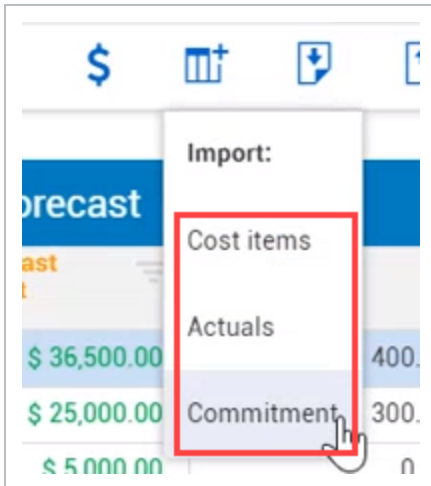 $
Import:
orecast
Cost items
ast
Actuals
$ 36,500.00
400.
$ 25,000.00
Commitment
300.
$ 5,000.00
0